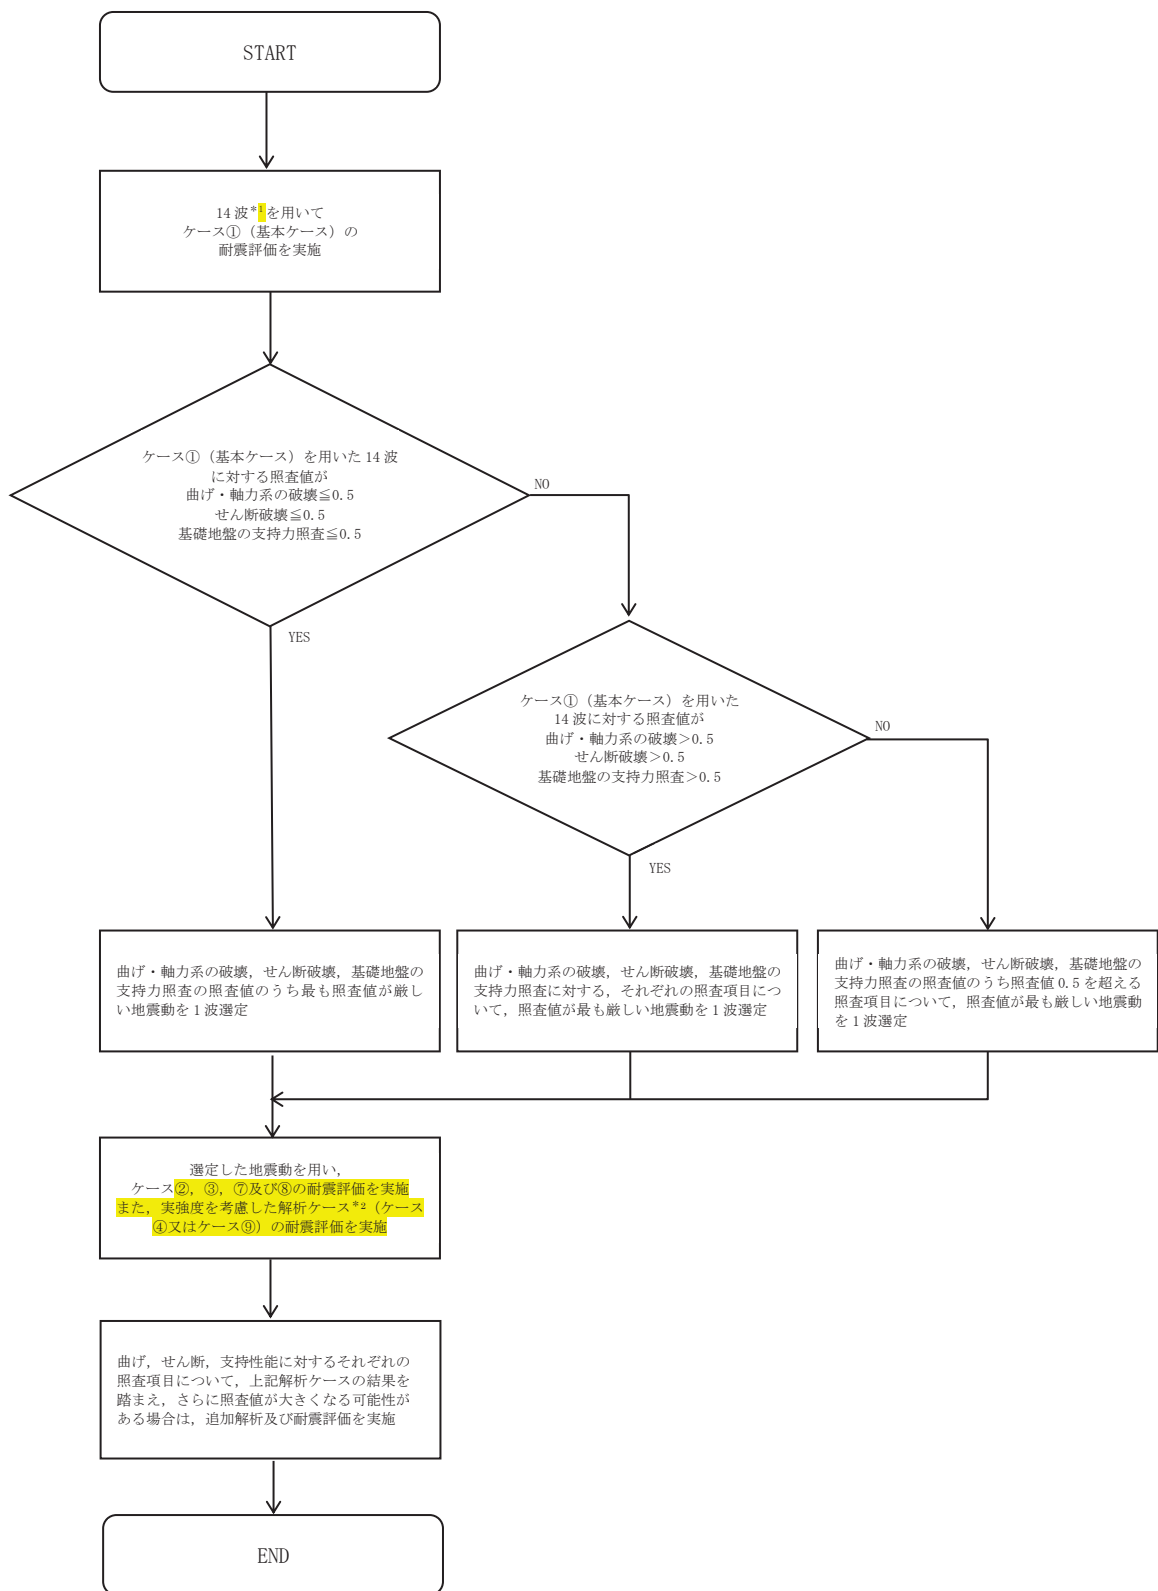 START
14 波*1を用いて
ケース①（基本ケース）の
耐震評価を実施
ケース①（基本ケース）を用いた 14 波
に対する照査値が
曲げ・軸力系の破壊≦0.5
せん断破壊≦0.5
基礎地盤の支持力照査≦0.5
NO
YES
ケース①（基本ケース）を用いた
14 波に対する照査値が
曲げ・軸力系の破壊＞0.5
せん断破壊＞0.5
基礎地盤の支持力照査＞0.5
NO
YES
曲げ・軸力系の破壊，せん断破壊，基礎地盤の
支持力照査の照査値のうち最も照査値が厳し
い地震動を 1 波選定
曲げ・軸力系の破壊，せん断破壊，基礎地盤の
支持力照査に対する，それぞれの照査項目につ
いて，照査値が最も厳しい地震動を 1 波選定
曲げ・軸力系の破壊，せん断破壊，基礎地盤の
支持力照査の照査値のうち照査値 0.5 を超える
照査項目について，照査値が最も厳しい地震動
を 1 波選定
選定した地震動を用い，
ケース②，③，⑦及び⑧の耐震評価を実施
また，実強度を考慮した解析ケース*2（ケース
④又はケース⑨）の耐震評価を実施
曲げ，せん断，支持性能に対するそれぞれの
照査項目について，上記解析ケースの結果を
踏まえ，さらに照査値が大きくなる可能性が
ある場合は，追加解析及び耐震評価を実施
END